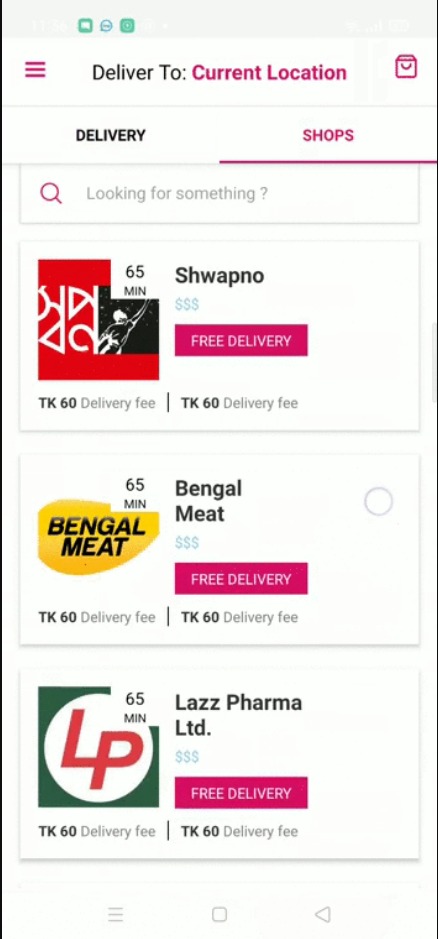 Deliver To: Current Location
DELIVERY
SHOPS
Looking for something ?
65
MIN
স্বপ্ন
Shwapno
$$$
FREE DELIVERY
TK 60 Delivery fee | TK 60 Delivery fee
65
MIN
BENGAL
MEAT
Bengal
Meat
$$$
FREE DELIVERY
TK 60 Delivery fee | TK 60 Delivery fee
65
MIN
LP
Lazz Pharma
Ltd.
$$$
FREE DELIVERY
TK 60 Delivery fee | TK 60 Delivery fee